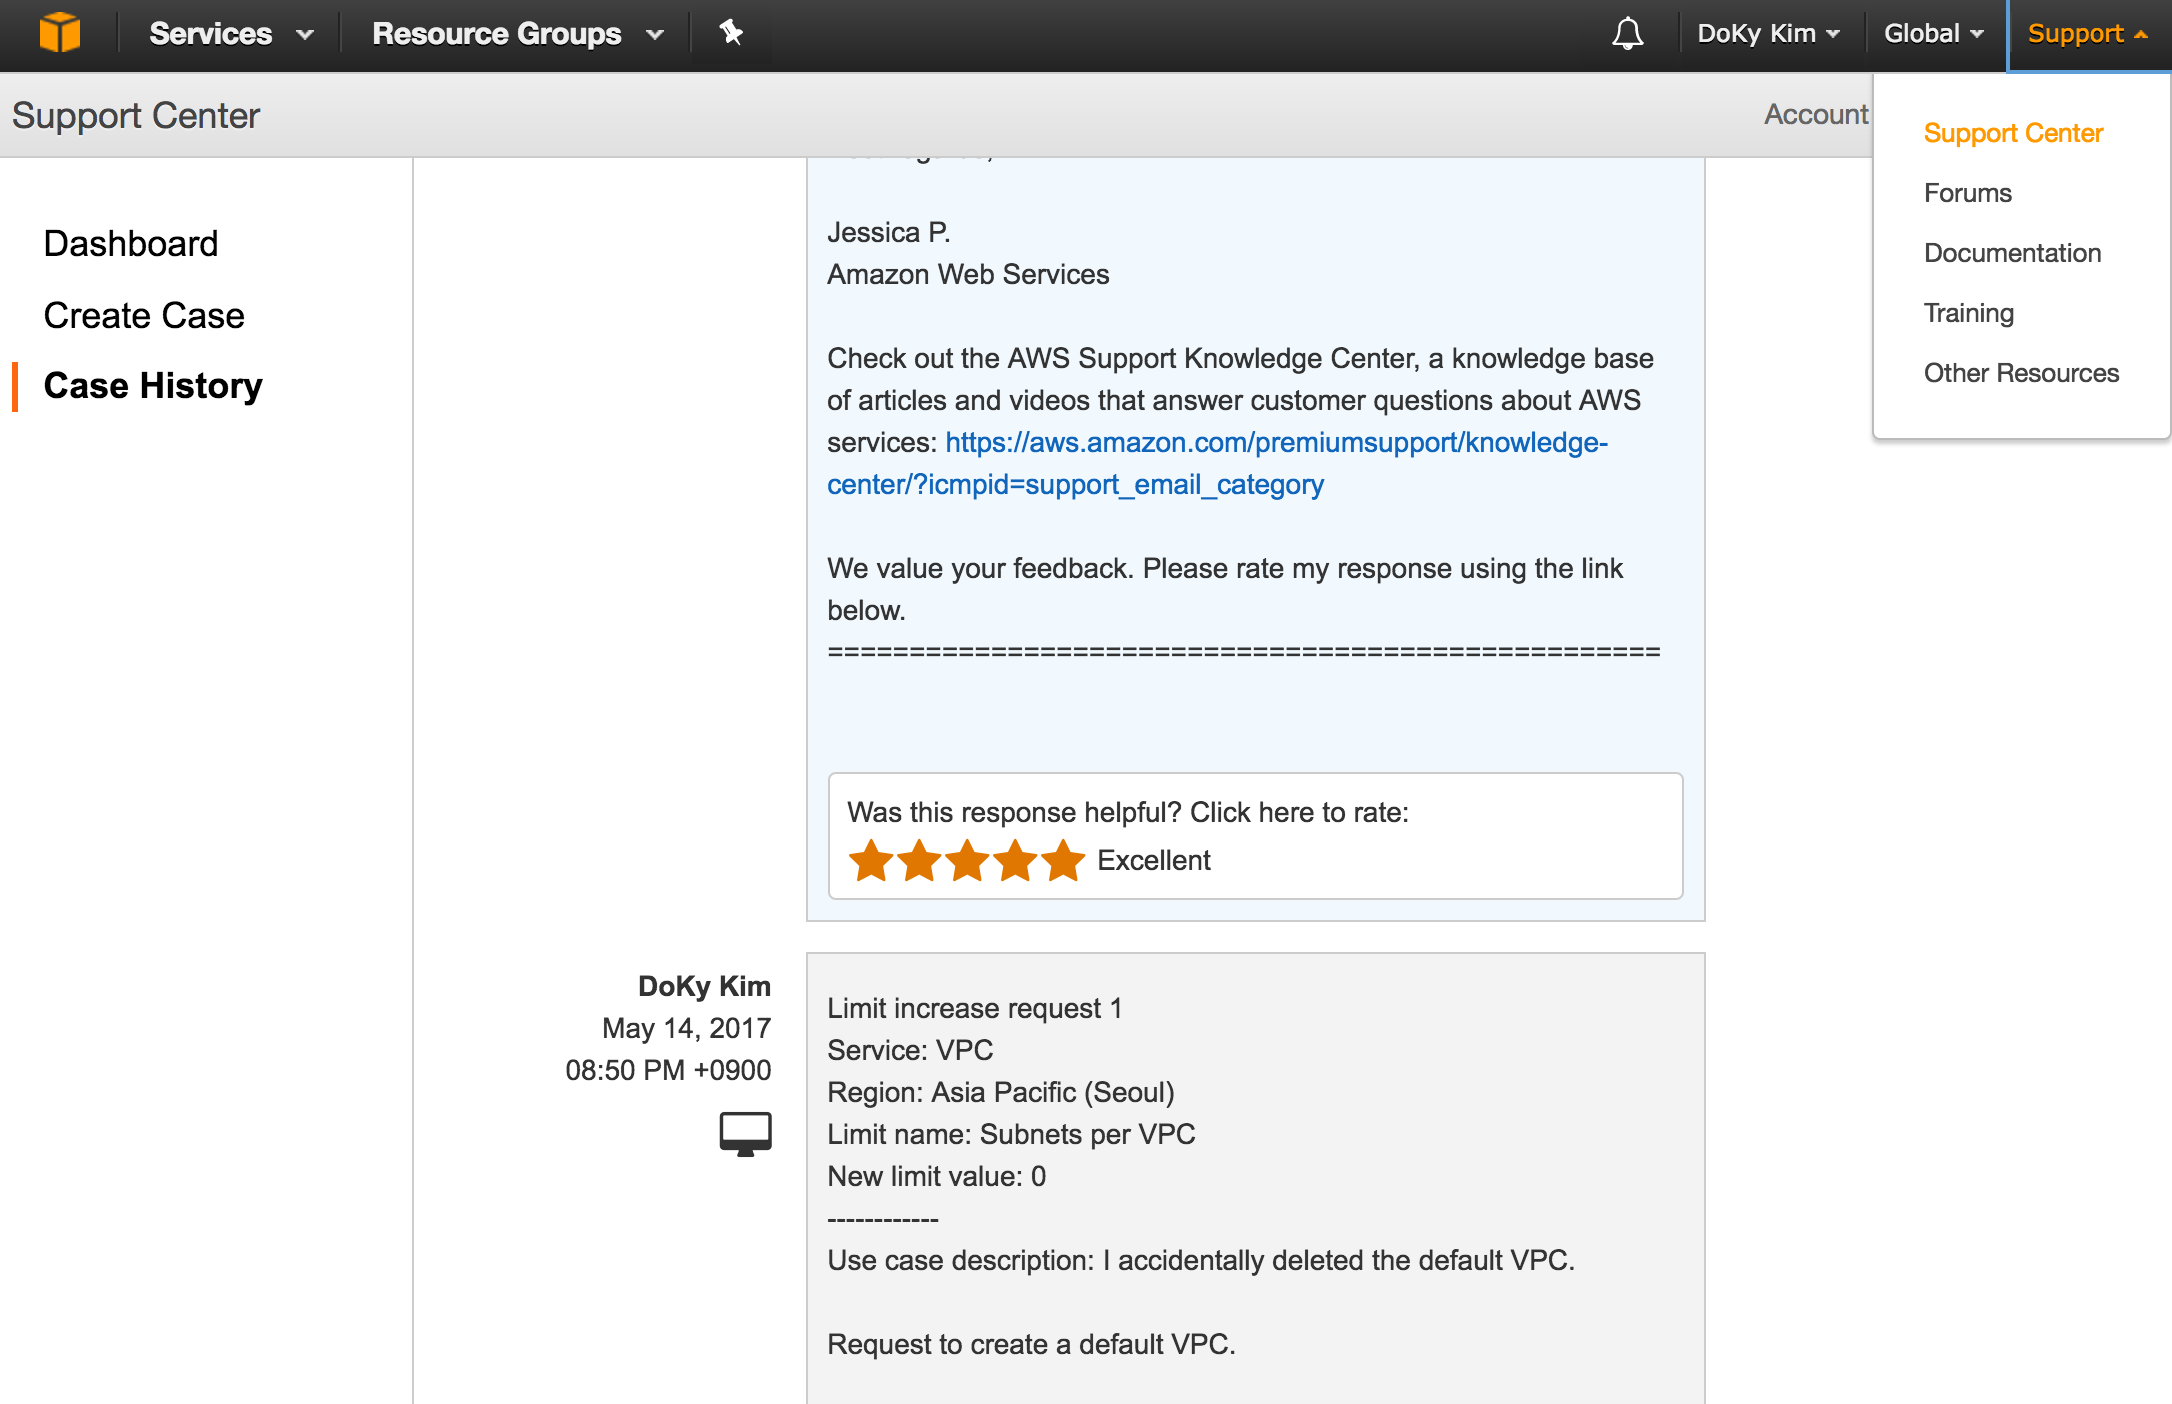 Services
Resource Groups
DoKy Kim
Global
Support
Support Center
Account
Support Center
Forums
Documentation
Training
Other Resources
Dashboard
Create Case
Case History
Jessica P.
Amazon Web Services
Check out the AWS Support Knowledge Center, a knowledge base
of articles and videos that answer customer questions about AWS
services: https://aws.amazon.com/premiumsupport/knowledge-
center/?icmpid=support_email_category
We value your feedback. Please rate my response using the link
below.
===================================================
Was this response helpful? Click here to rate:
Excellent
DoKy Kim
May 14, 2017
08:50 PM +0900
Limit increase request 1
Service: VPC
Region: Asia Pacific (Seoul)
Limit name: Subnets per VPC
New limit value: 0
------------
Use case description: I accidentally deleted the default VPC.
Request to create a default VPC.